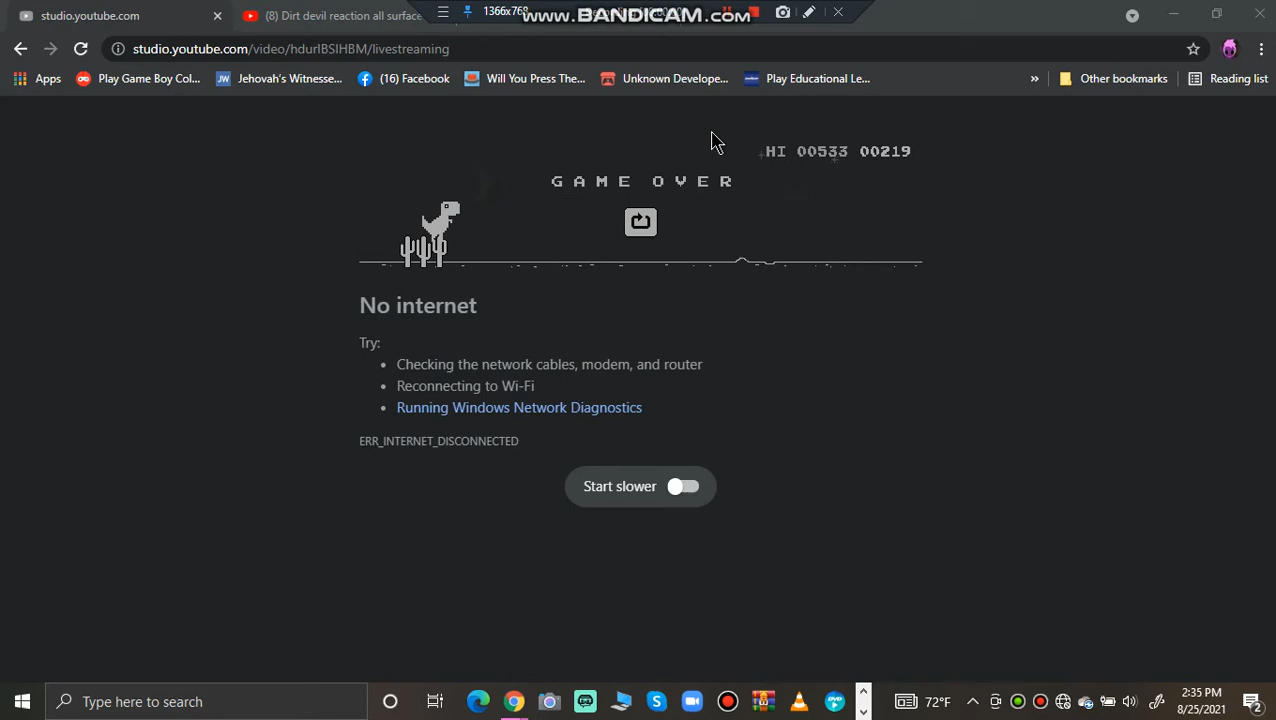 studio.youtube.com
(8) Dirt devil reaction all surface
1366x768
www.BANDICAM.com
studio.youtube.com/video/hdurlBSIHBM/livestreaming
Apps
Play Game Boy Col...
JW
Jehovah's Witnesse...
(16) Facebook
Will You Press The...
Unknown Develope...
Play Educational Le...
»
Other bookmarks
Reading list
HI 00533 00219
GAME OVER
No internet
Try:
• Checking the network cables, modem, and router
• Reconnecting to Wi-Fi
• Running Windows Network Diagnostics
ERR_INTERNET_DISCONNECTED
Start slower
Type here to search
72°F
2:35 PM
8/25/2021
2